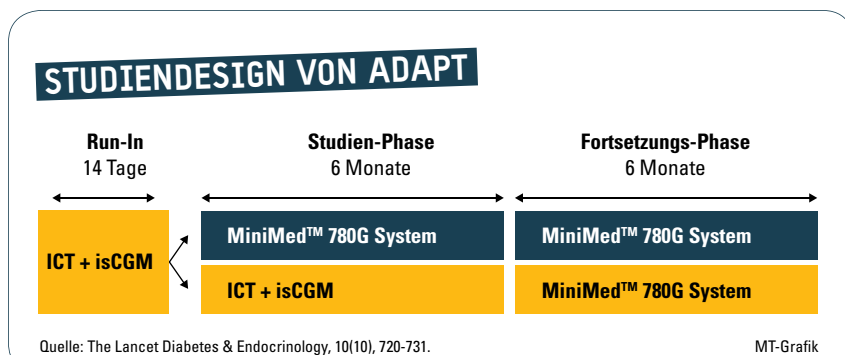 STUDIENDESIGN VON ADAPT
Run-In
14 Tage
Studien-Phase
6 Monate
Fortsetzungs-Phase
6 Monate
ICT + isCGM
MiniMed™ 780G System
MiniMed™ 780G System
ICT + isCGM
MiniMed™ 780G System
Quelle: The Lancet Diabetes & Endocrinology, 10(10), 720-731.
MT-Grafik